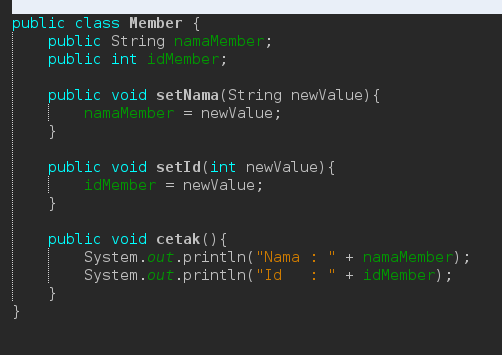 public class Member {
    public String namaMember;
    public int idMember;

    public void setNama(String newValue){
        namaMember = newValue;
    }

    public void setId(int newValue){
        idMember = newValue;
    }

    public void cetak(){
        System.out.println("Nama : " + namaMember);
        System.out.println("Id   : " + idMember);
    }
}